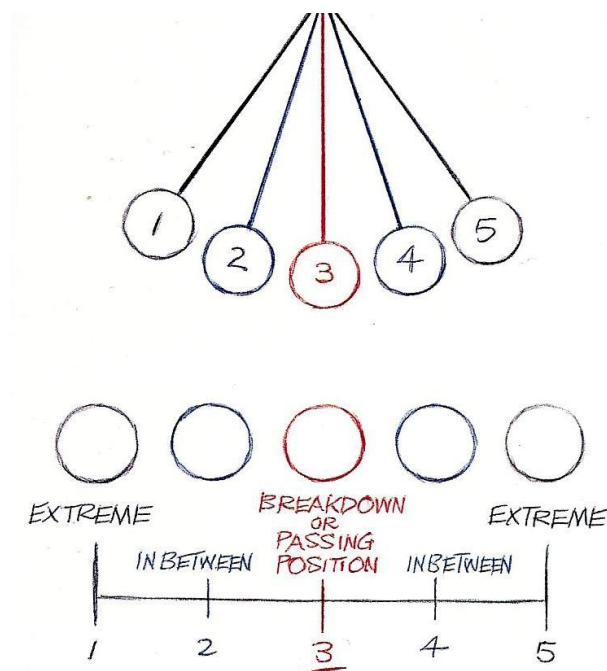 1
2
3
4
5
EXTREME
BREAKDOWN
OR
PASSING
POSITION
EXTREME
INBETWEEN
INBETWEEN
1 2 3 4 5